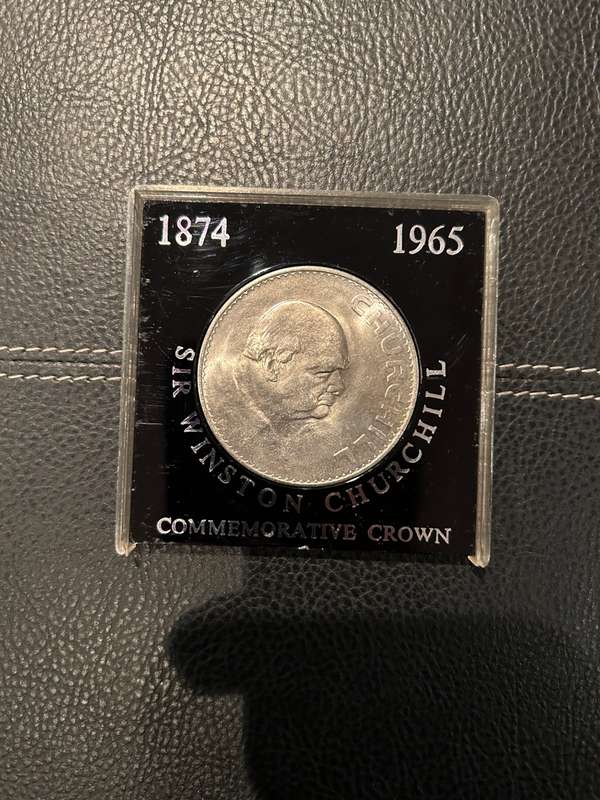 1874 1965
CHURCHILL
SIR WINSTON CHURCHILL
COMMEMORATIVE CROWN